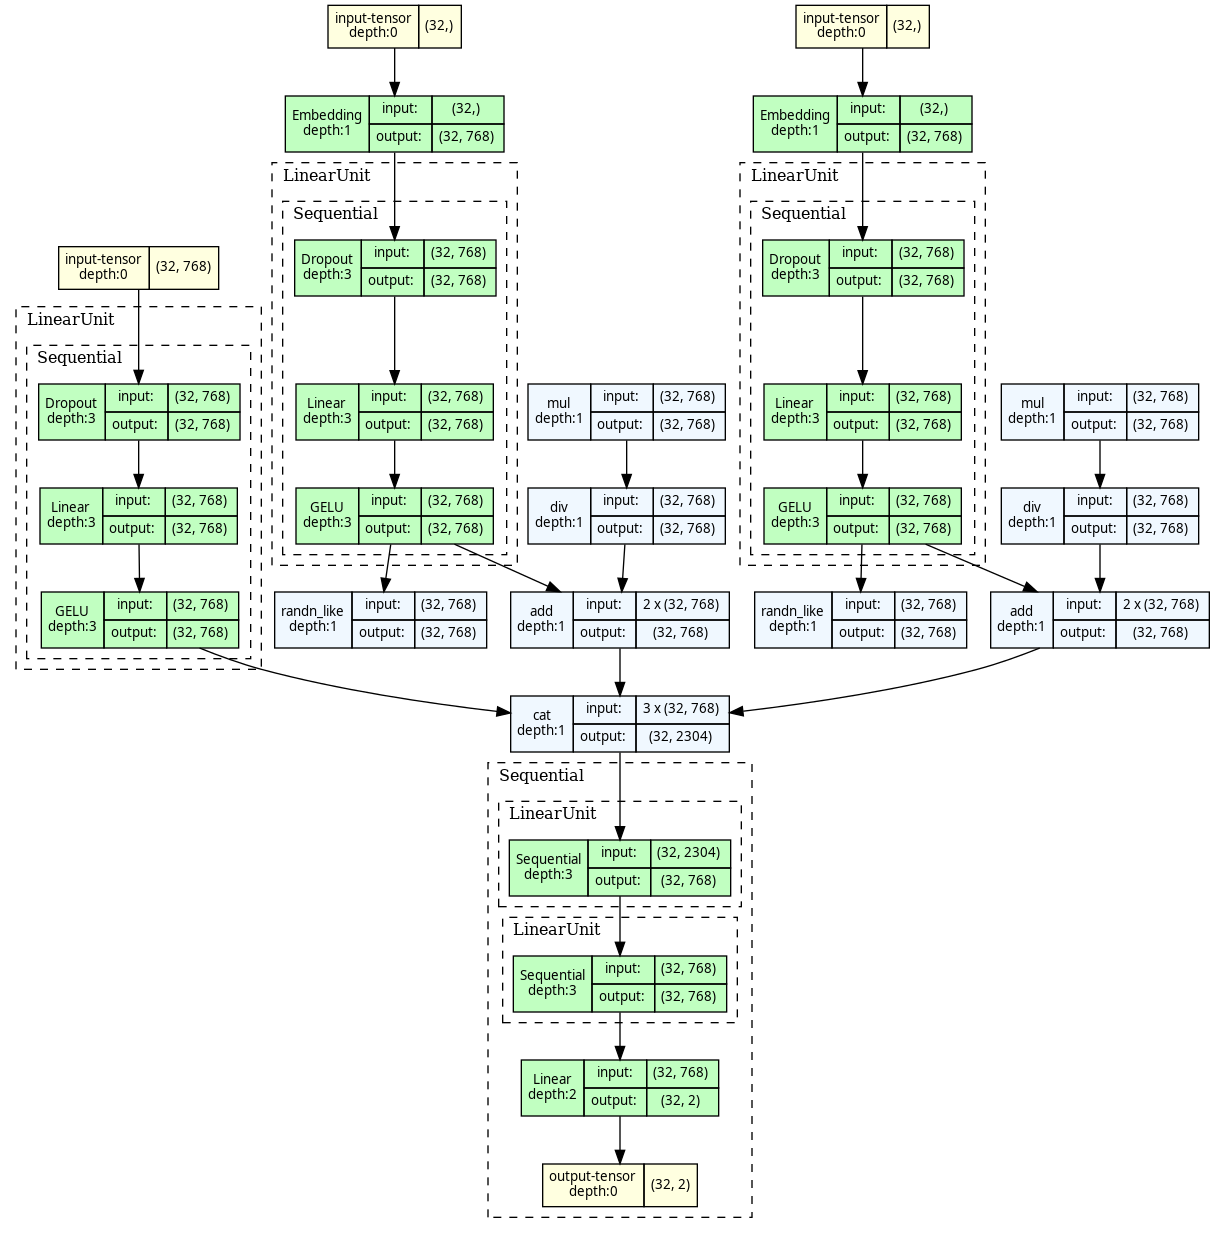 input-tensor
depth:0
(32,)
input-tensor
depth:0
(32,)
Embedding
depth:1
input:
(32,)
output:
(32, 768)
Embedding
depth:1
input:
(32,)
output:
(32, 768)
LinearUnit
Sequential
Dropout
depth:3
input:
(32, 768)
output:
(32, 768)
Linear
depth:3
input:
(32, 768)
output:
(32, 768)
GELU
depth:3
input:
(32, 768)
output:
(32, 768)
LinearUnit
Sequential
Dropout
depth:3
input:
(32, 768)
output:
(32, 768)
Linear
depth:3
input:
(32, 768)
output:
(32, 768)
GELU
depth:3
input:
(32, 768)
output:
(32, 768)
input-tensor
depth:0
(32, 768)
LinearUnit
Sequential
Dropout
depth:3
input:
(32, 768)
output:
(32, 768)
Linear
depth:3
input:
(32, 768)
output:
(32, 768)
GELU
depth:3
input:
(32, 768)
output:
(32, 768)
mul
depth:1
input:
(32, 768)
output:
(32, 768)
div
depth:1
input:
(32, 768)
output:
(32, 768)
mul
depth:1
input:
(32, 768)
output:
(32, 768)
div
depth:1
input:
(32, 768)
output:
(32, 768)
randn_like
depth:1
input:
(32, 768)
output:
(32, 768)
add
depth:1
input:
2 x (32, 768)
output:
(32, 768)
randn_like
depth:1
input:
(32, 768)
output:
(32, 768)
add
depth:1
input:
2 x (32, 768)
output:
(32, 768)
cat
depth:1
input:
3 x (32, 768)
output:
(32, 2304)
Sequential
LinearUnit
Sequential
depth:3
input:
(32, 2304)
output:
(32, 768)
LinearUnit
Sequential
depth:3
input:
(32, 768)
output:
(32, 768)
Linear
depth:2
input:
(32, 768)
output:
(32, 2)
output-tensor
depth:0
(32, 2)